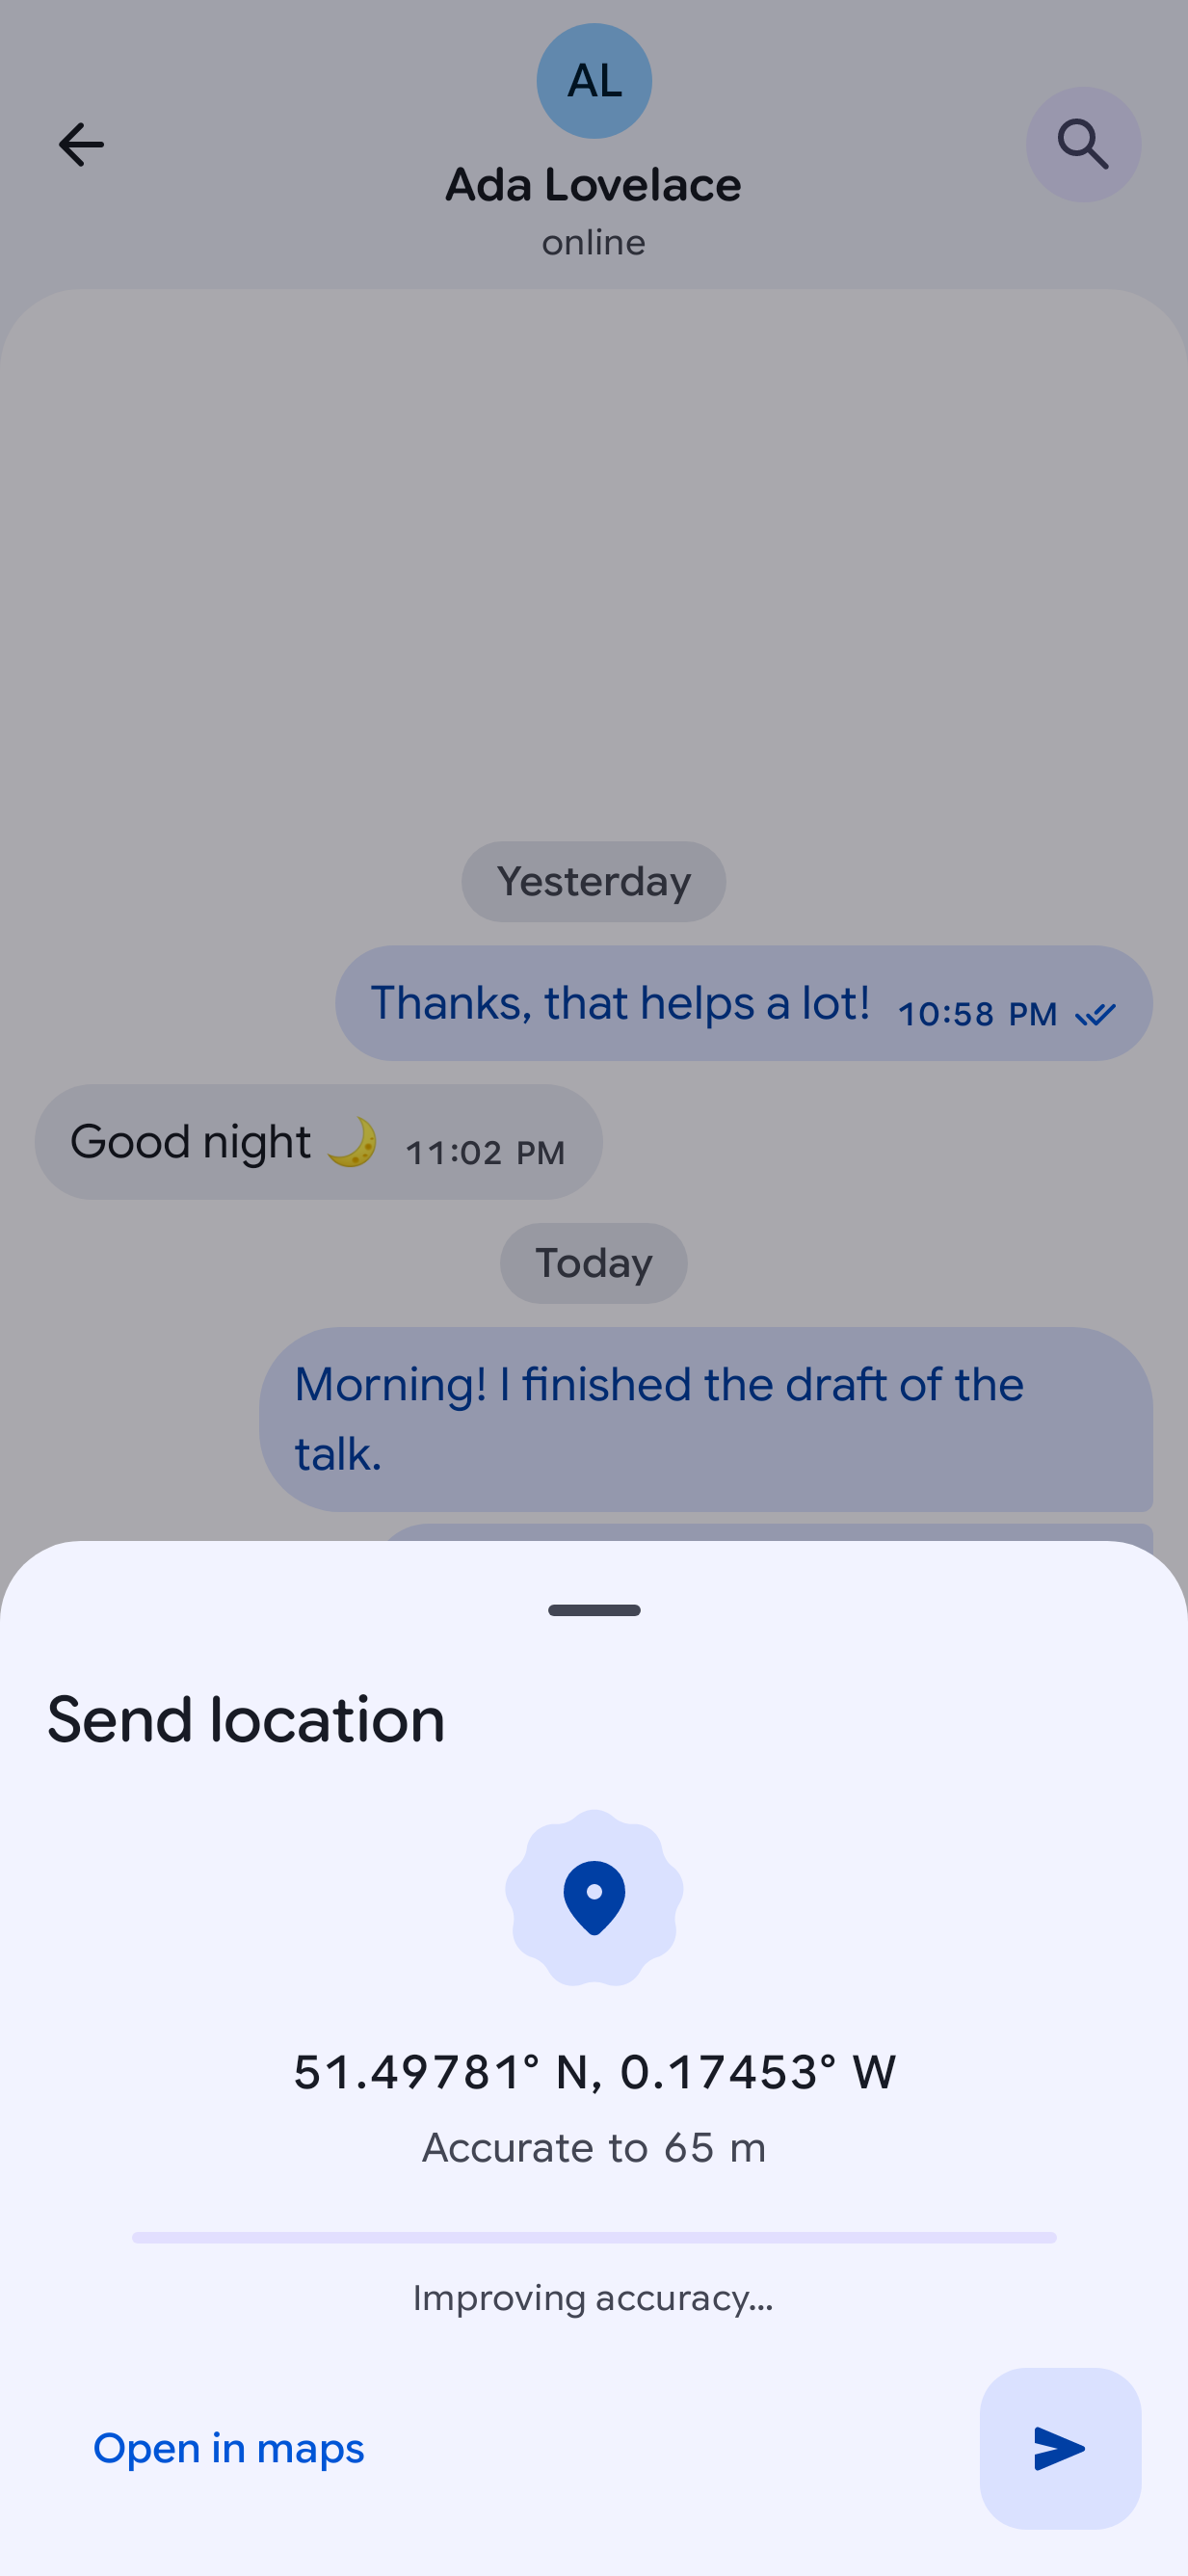 AL
Ada Lovelace
online
Yesterday
Thanks, that helps a lot! 10:58 PM
Good night 🌙 11:02 PM
Today
Morning! I finished the draft of the
talk.
Send location
51.49781° N, 0.17453° W
Accurate to 65 m
Improving accuracy...
Open in maps